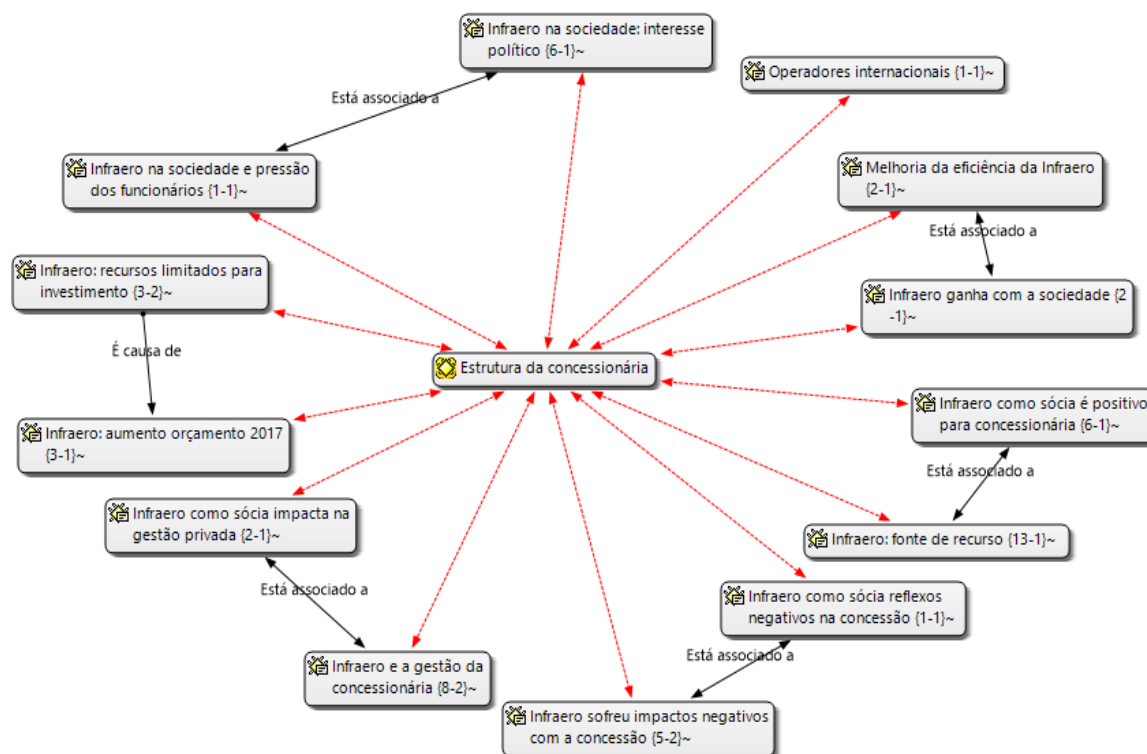 Infraero na sociedade: interesse
político {6-1}~
Operadores internacionais {1-1}~
Está associado a
Infraero na sociedade e pressão
dos funcionários {1-1}~
Melhoria da eficiência da Infraero
{2-1}~
Está associado a
Infraero: recursos limitados para
investimento {3-2}~
Infraero ganha com a sociedade {2
-1}~
É causa de
Estrutura da concessionária
Infraero como sócia é positivo
para concessionária {6-1}~
Infraero: aumento orçamento 2017
{3-1}~
Está associado a
Infraero como sócia impacta na
gestão privada {2-1}~
Infraero: fonte de recurso {13-1}~
Está associado a
Infraero como sócia reflexos
negativos na concessão {1-1}~
Está associado a
Infraero e a gestão da
concessionária {8-2}~
Infraero sofreu impactos negativos
com a concessão {5-2}~